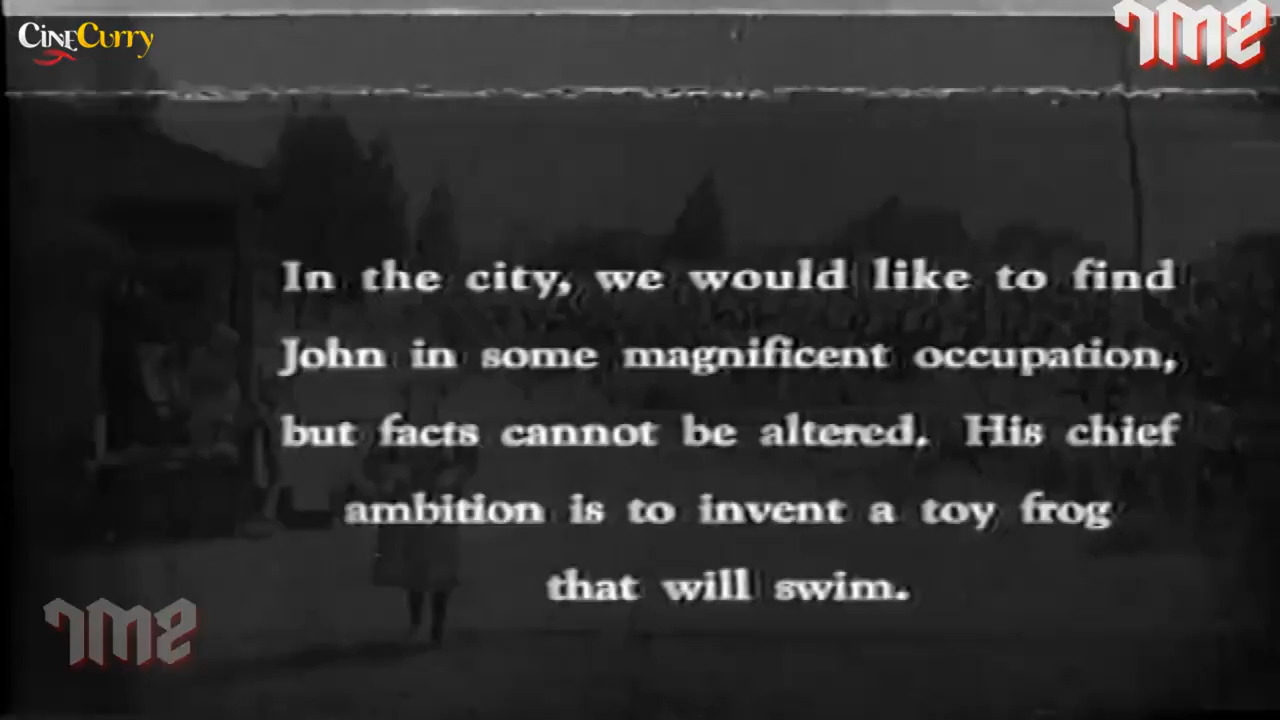 CineCurry
In the city, we would like to find
John in some magnificent occupation,
but facts cannot be altered. His chief
ambition is to invent a toy frog
that will swim.